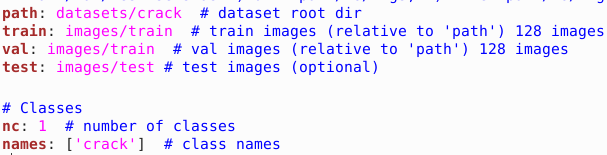 path: datasets/crack  # dataset root dir
train: images/train  # train images (relative to 'path') 128 images
val: images/train  # val images (relative to 'path') 128 images
test: images/test # test images (optional)
# Classes
nc: 1  # number of classes
names: ['crack']  # class names